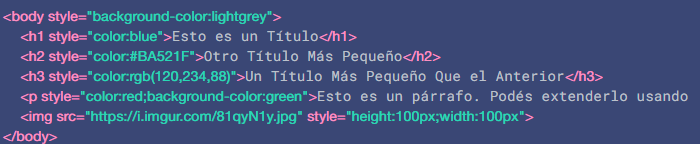 <body style="background-color:lightgrey">
<h1 style="color:blue">Esto es un Título</h1>
<h2 style="color:#BA521F">Otro Título Más Pequeño</h2>
<h3 style="color:rgb(120,234,88)">Un Título Más Pequeño Que el Anterior</h3>
<p style="color:red;background-color:green">Esto es un párrafo. Podés extenderlo usando
<img src="https://i.imgur.com/81qyN1y.jpg" style="height:100px;width:100px">
</body>